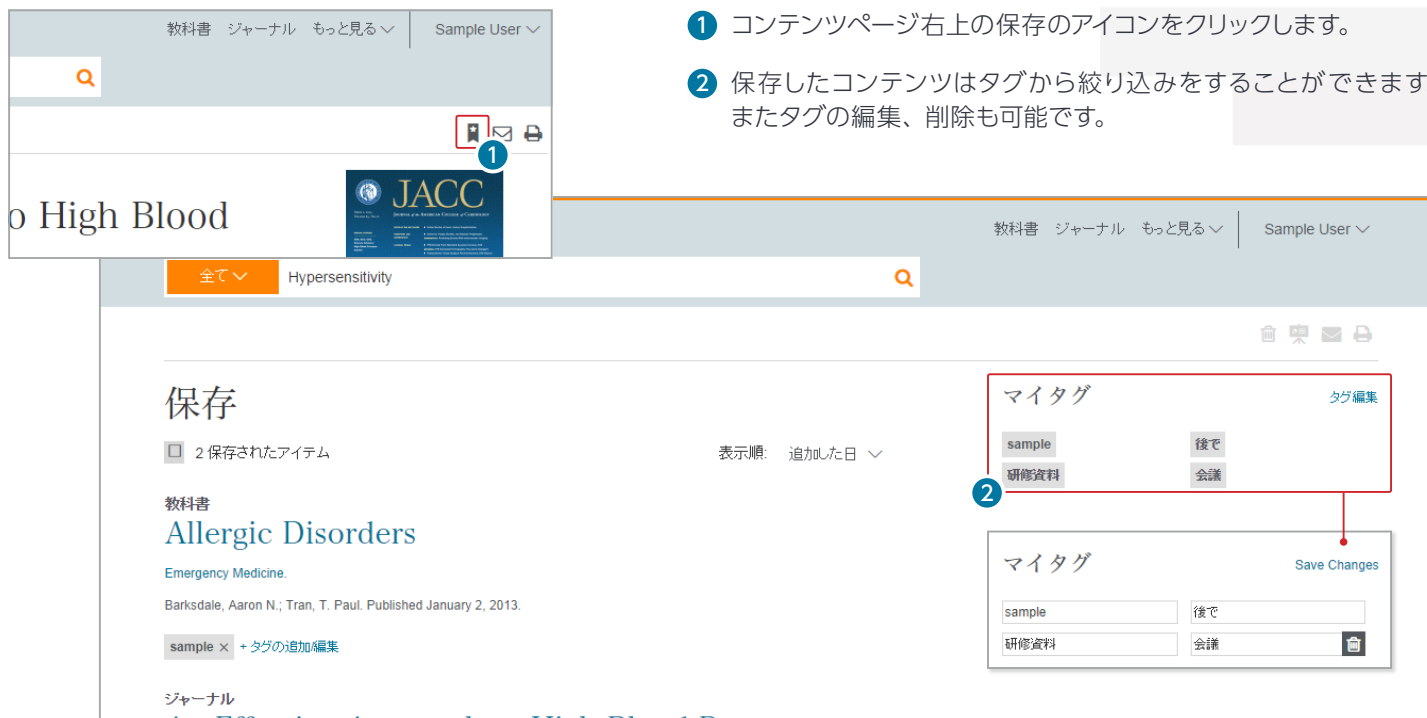 教科書 ジャーナル もっと見る Sample User
1
o High Blood
JACC
JOURNAL of the AMERICAN COLLEGE of CARDIOLOGY
1 コンテンツページ右上の保存のアイコンをクリックします。
2 保存したコンテンツはタグから絞り込みをすることができます
またタグの編集、削除も可能です。
教科書 ジャーナル もっと見る Sample User
全て Hypersensitivity
保存
2 保存されたアイテム
表示順: 追加した日
教科書
Allergic Disorders
Emergency Medicine.
Barksdale, Aaron N.; Tran, T. Paul. Published January 2, 2013.
sample × + タグの追加/編集
ジャーナル
マイタグ タグ編集
sample 後で
研修資料 会議
2
マイタグ Save Changes
sample 後で
研修資料 会議